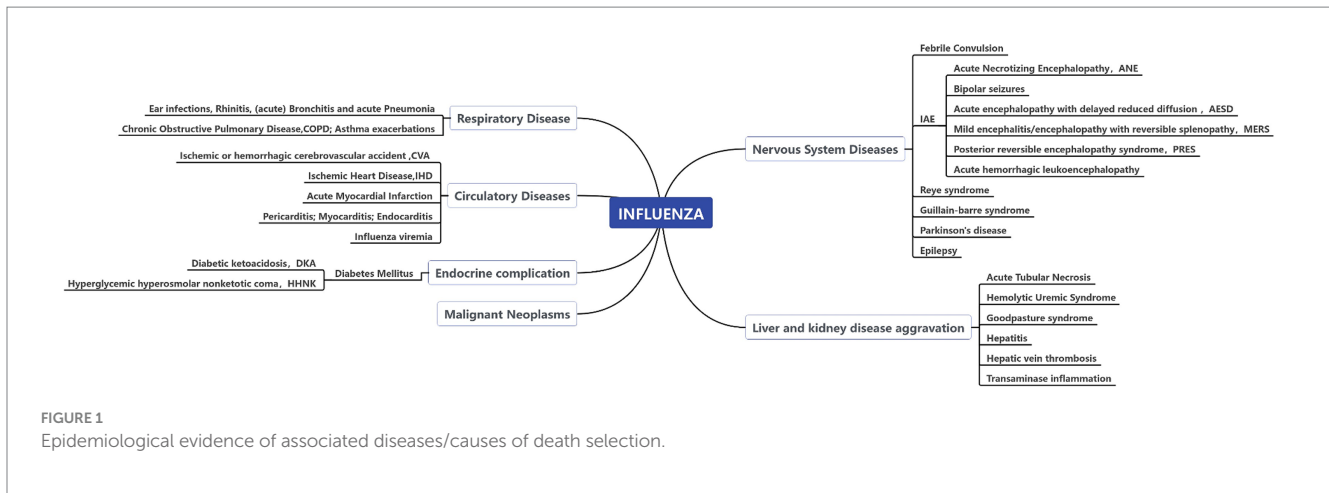 Respiratory Disease
Ear infections, Rhinitis, (acute) Bronchitis and acute Pneumonia
Chronic Obstructive Pulmonary Disease,COPD; Asthma exacerbations
Circulatory Diseases
Ischemic or hemorrhagic cerebrovascular accident ,CVA
Ischemic Heart Disease,IHD
Acute Myocardial Infarction
Pericarditis; Myocarditis; Endocarditis
Influenza viremia
Endocrine complication
Diabetes Mellitus
Diabetic ketoacidosis，DKA
Hyperglycemic hyperosmolar nonketotic coma，HHNK
Malignant Neoplasms
INFLUENZA
Nervous System Diseases
Febrile Convulsion
IAE
Acute Necrotizing Encephalopathy，ANE
Bipolar seizures
Acute encephalopathy with delayed reduced diffusion ，AESD
Mild encephalitis/encephalopathy with reversible splenopathy，MERS
Posterior reversible encephalopathy syndrome，PRES
Acute hemorrhagic leukoencephalopathy
Reye syndrome
Guillain-barre syndrome
Parkinson's disease
Epilepsy
Liver and kidney disease aggravation
Acute Tubular Necrosis
Hemolytic Uremic Syndrome
Goodpasture syndrome
Hepatitis
Hepatic vein thrombosis
Transaminase inflammation
FIGURE 1
Epidemiological evidence of associated diseases/causes of death selection.